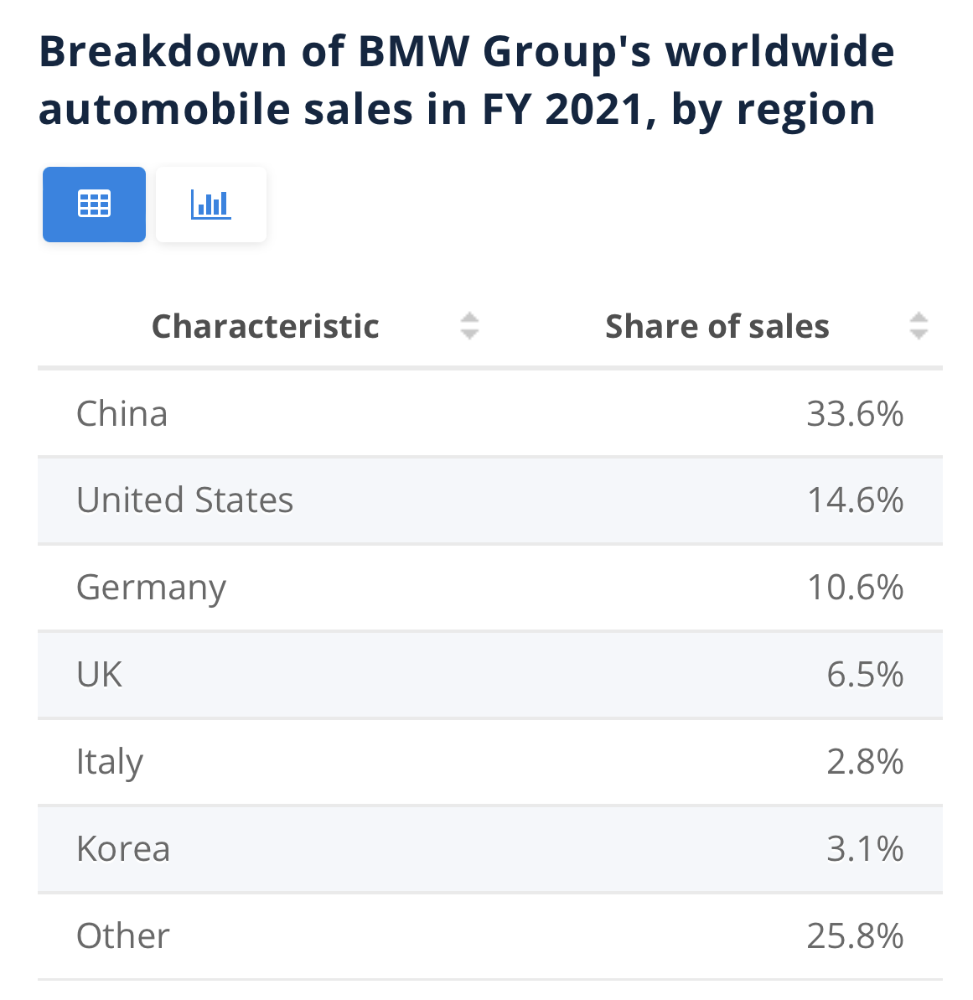 Breakdown of BMW Group's worldwide
automobile sales in FY 2021, by region
Characteristic Share of sales
China 33.6%
United States 14.6%
Germany 10.6%
UK 6.5%
Italy 2.8%
Korea 3.1%
Other 25.8%